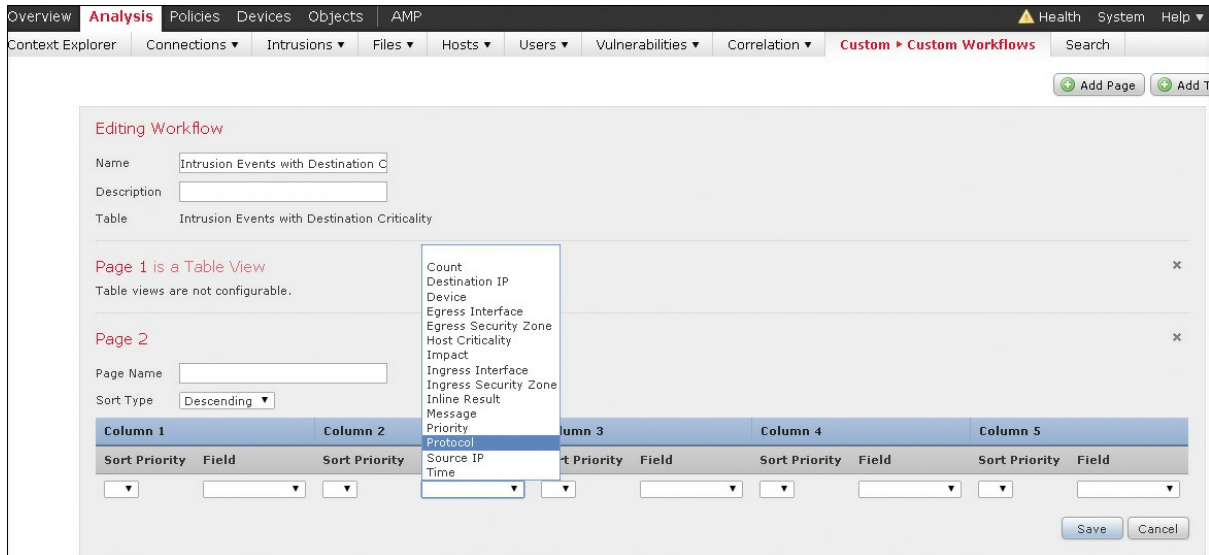 Overview Analysis Policies Devices Objects AMP Health System Help ▾
Context Explorer Connections ▾ Intrusions ▾ Files ▾ Hosts ▾ Users ▾ Vulnerabilities ▾ Correlation ▾ Custom ▸ Custom Workflows Search
Add Page Add T
Editing Workflow
Name Intrusion Events with Destination C
Description
Table Intrusion Events with Destination Criticality
Page 1 is a Table View
Table views are not configurable.
Page 2
Page Name
Sort Type Descending ▼
Count
Destination IP
Device
Egress Interface
Egress Security Zone
Host Criticality
Impact
Ingress Interface
Ingress Security Zone
Inline Result
Message
Priority
Protocol
Source IP
Time
Column 1 Column 2 lumn 3 Column 4 Column 5
Sort Priority Field Sort Priority rt Priority Field Sort Priority Field Sort Priority Field
Save Cancel